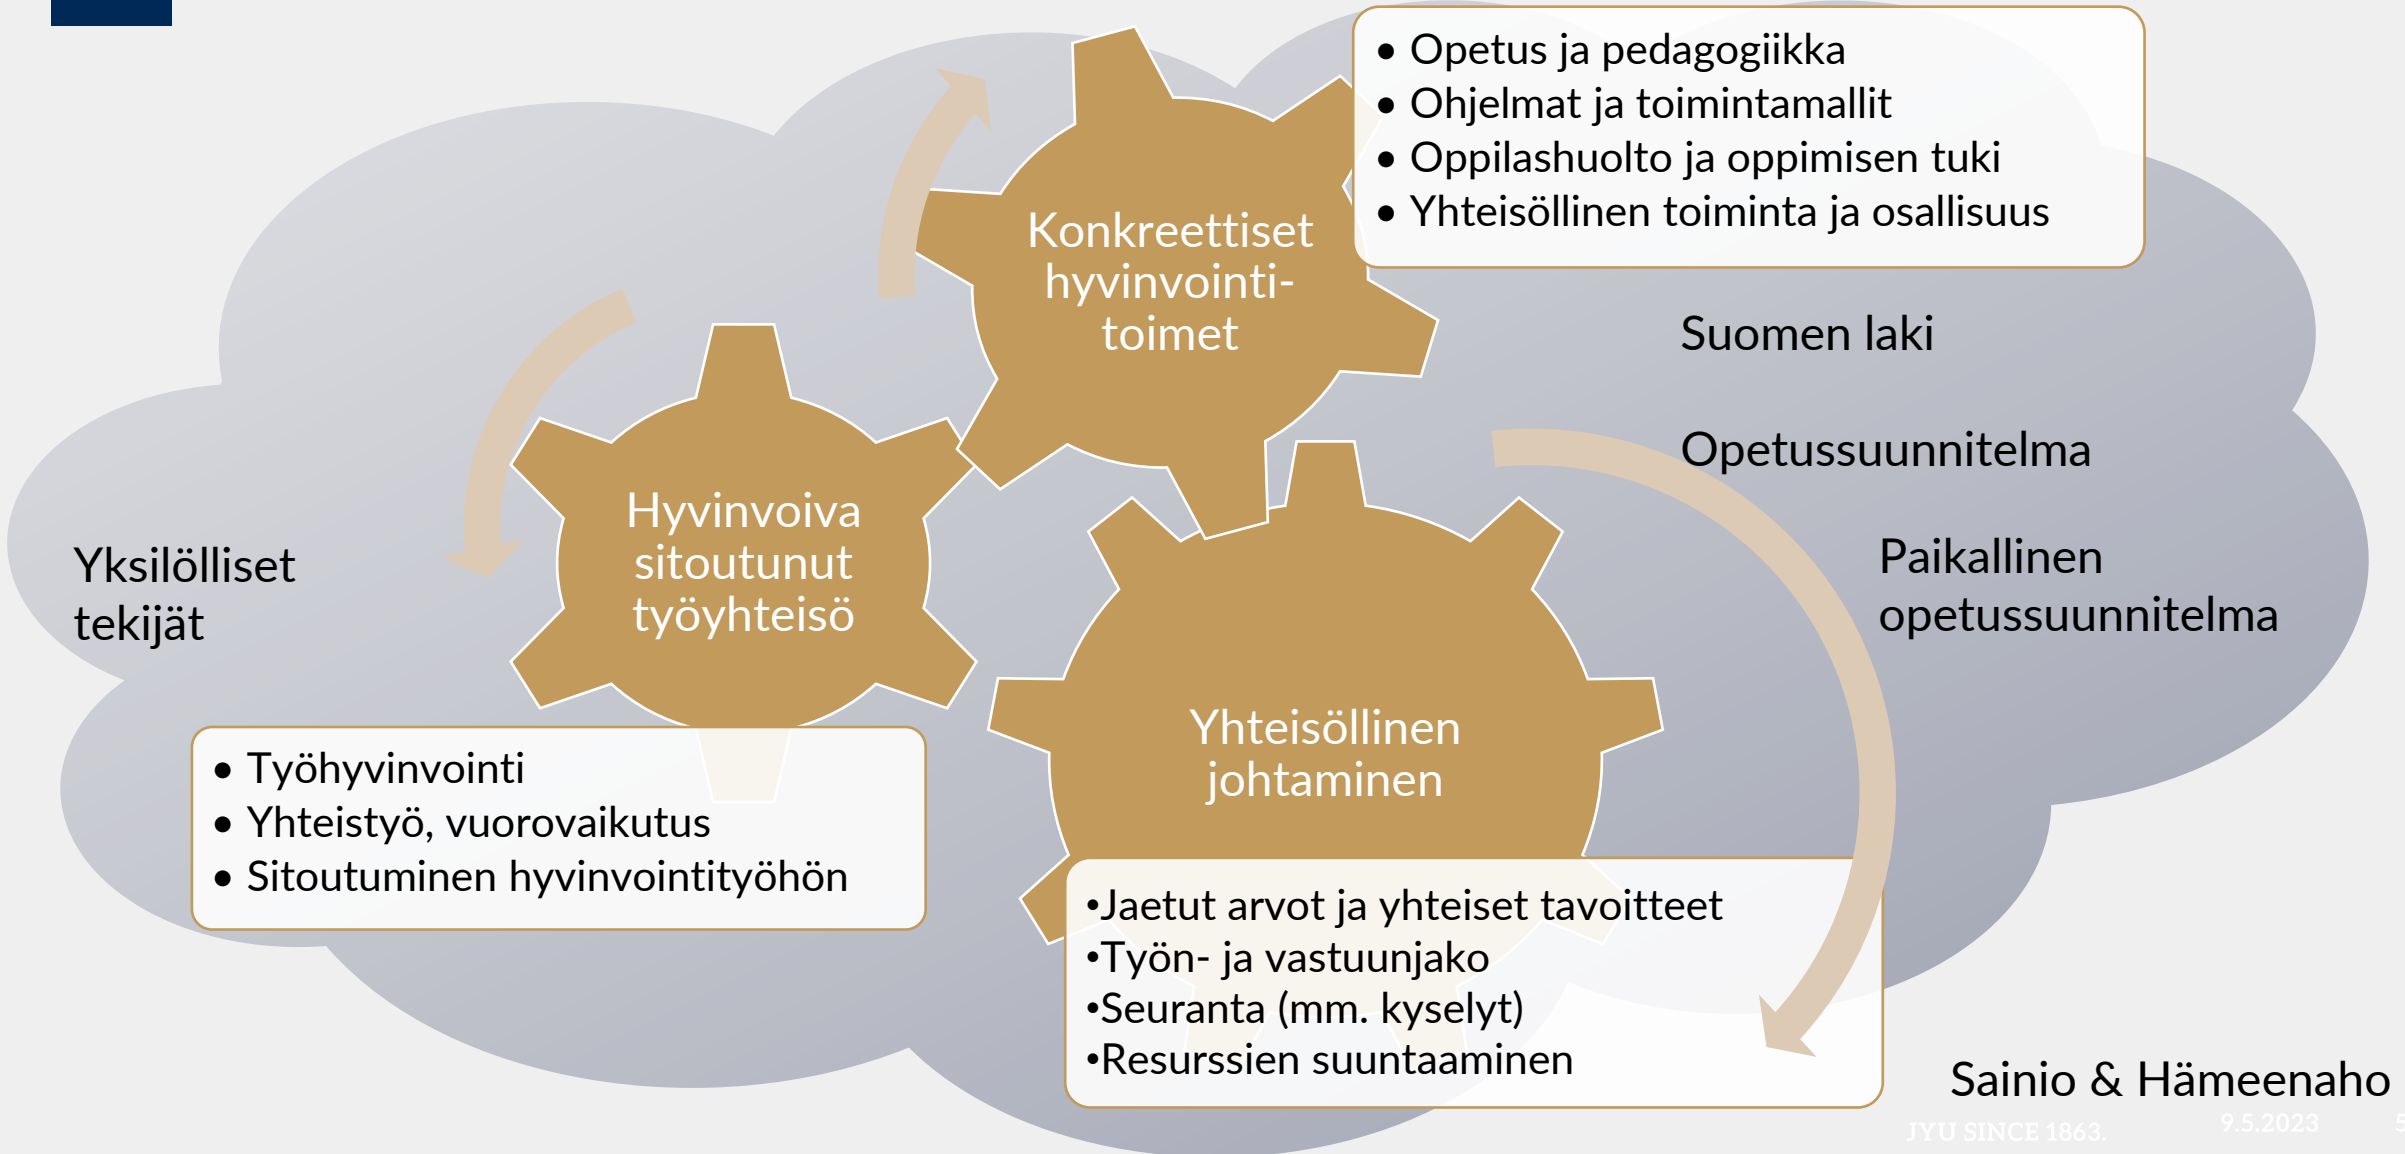 • Opetus ja pedagogiikka
• Ohjelmat ja toimintamallit
• Oppilashuolto ja oppimisen tuki
• Yhteisöllinen toiminta ja osallisuus
Konkreettiset
hyvinvointi-
toimet
Suomen laki
Opetussuunnitelma
Paikallinen
opetussuunnitelma
Hyvinvoiva
sitoutunut
työyhteisö
Yksilölliset
tekijät
• Työhyvinvointi
• Yhteistyö, vuorovaikutus
• Sitoutuminen hyvinvointityöhön
Yhteisöllinen
johtaminen
•Jaetut arvot ja yhteiset tavoitteet
•Työn- ja vastuunjako
•Seuranta (mm. kyselyt)
•Resurssien suuntaaminen
Sainio & Hämeenaho
JYU SINCE 1863.
9.5.2023
5